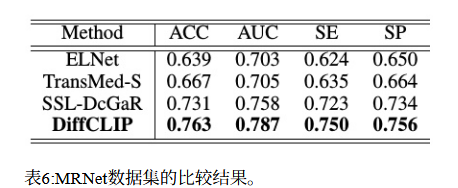 Method ACC AUC SE SP
ELNet 0.639 0.703 0.624 0.650
TransMed-S 0.667 0.705 0.635 0.664
SSL-DcGaR 0.731 0.758 0.723 0.734
DiffCLIP 0.763 0.787 0.750 0.756
表6:MRNet数据集的比较结果。